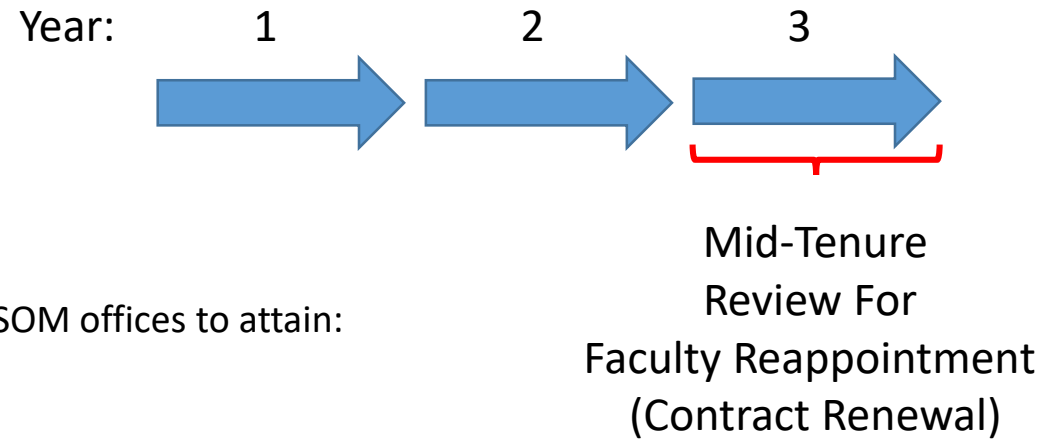 Year: 1 2 3
Mid-Tenure
Review For
SOM offices to attain:
Faculty Reappointment
(Contract Renewal)